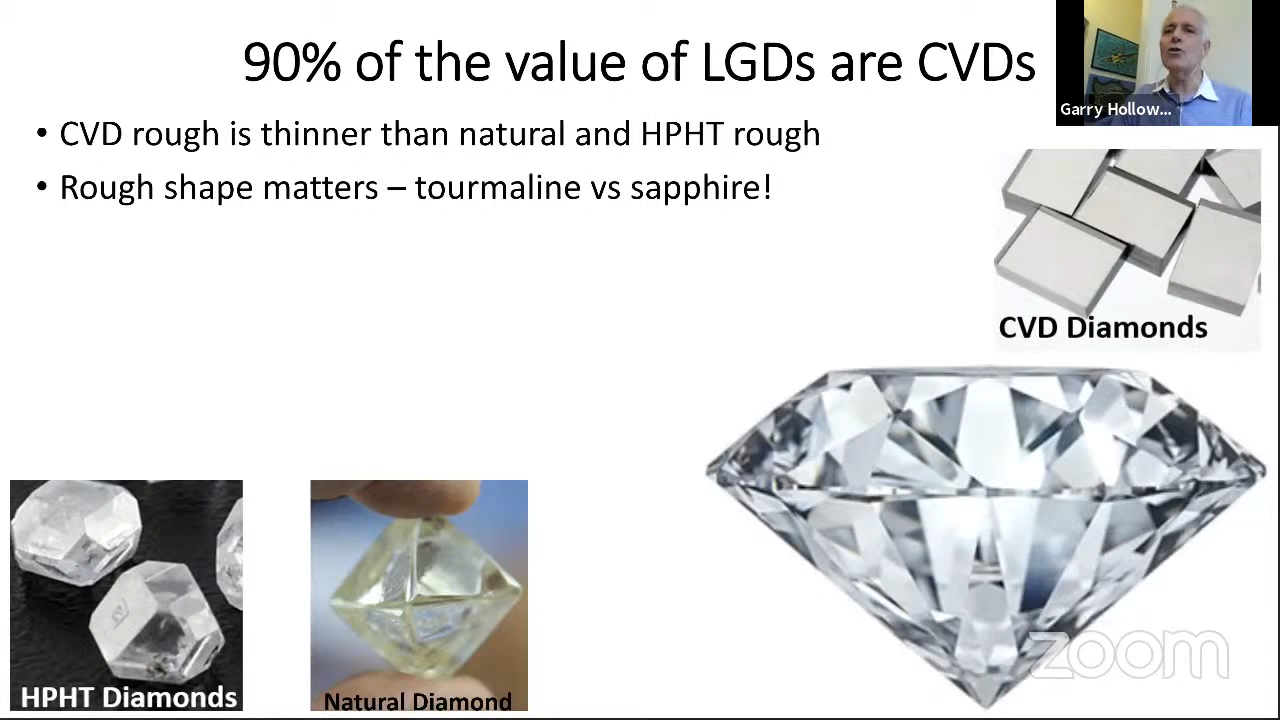 90% of the value of LGDs are CVDs
Garry Hollow...
• CVD rough is thinner than natural and HPHT rough
• Rough shape matters – tourmaline vs sapphire!
CVD Diamonds
HPHT Diamonds
Natural Diamond
zoom